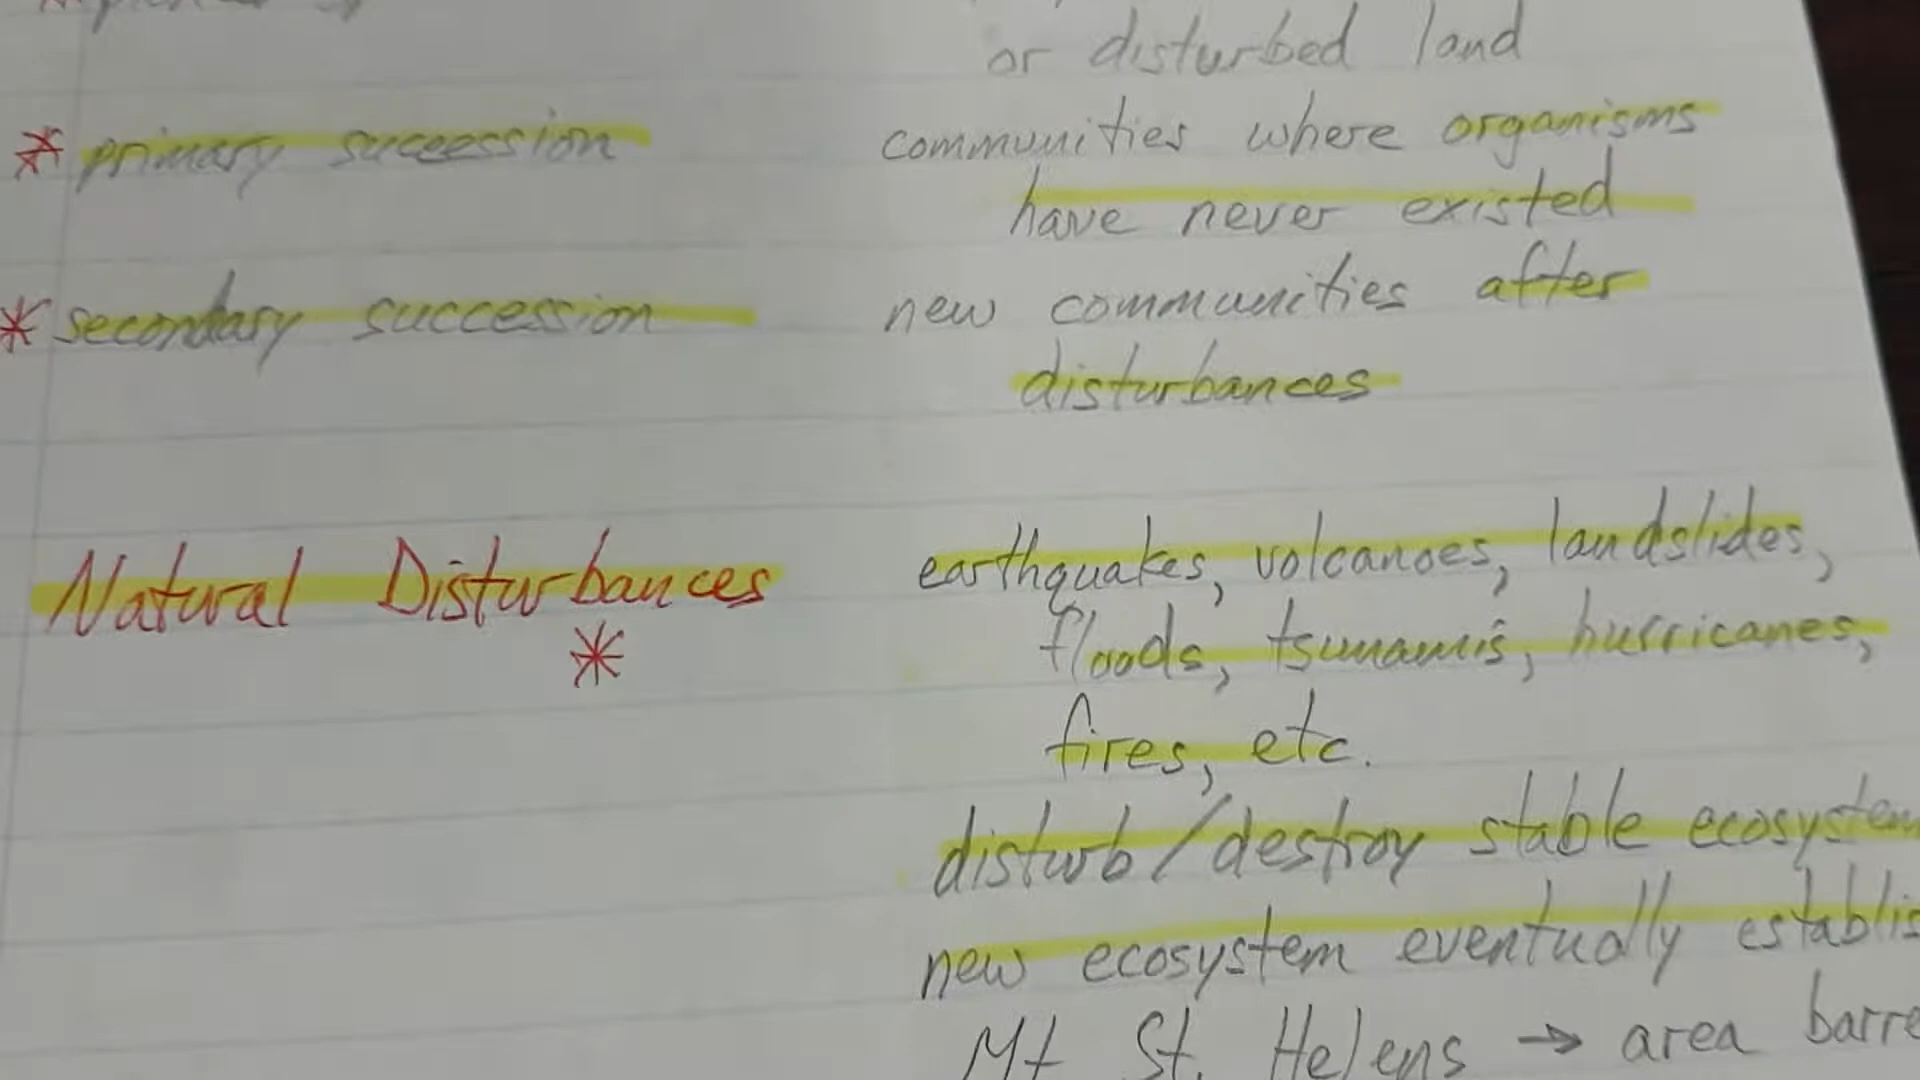 or disturbed land
* primary succession communities where organisms
have never existed
* secondary succession new communities after
disturbances
Natural Disturbances earthquakes, volcanoes, landslides,
* floods, tsunamis, hurricanes,
fires, etc.
disturb/destroy stable ecosystem
new ecosystem eventually establis
Mt St. Helens → area barre